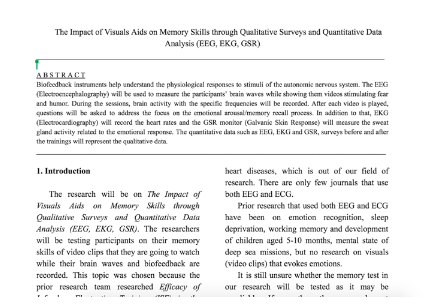 The Impact of Visuals Aids on Memory Skills through Qualitative Surveys and Quantitative Data
Analysis (EEG, EKG, GSR)
ABSTRACT
Biofeedback instruments help understand the physiological responses to stimuli of the autonomic nervous system. The EEG
(Electroencephalography) will be used to measure the participants' brain waves while showing them videos stimulating fear
and humor. During the sessions, brain activity with the specific frequencies will be recorded. After each video is played,
questions will be asked to address the focus on the emotional arousal/memory recall process. In addition to that, EKG
(Electrocardiography) will record the heart rates and the GSR monitor (Galvanic Skin Response) will measure the sweat
gland activity related to the emotional response. The quantitative data such as EEG, EKG and GSR, surveys before and after
the trainings will represent the qualitative data.
1. Introduction
The research will be on The Impact of
Visuals Aids on Memory Skills through
Qualitative Surveys and Quantitative Data
Analysis (EEG, EKG, GSR). The researchers
will be testing participants on their memory
skills of video clips that they are going to watch
while their brain waves and biofeedback are
recorded. This topic was chosen because the
prior research team researched Efficacy of
heart diseases, which is out of our field of
research. There are only few journals that use
both EEG and ECG.
Prior research that used both EEG and ECG
have been on emotion recognition, sleep
deprivation, working memory and development
of children aged 5-10 months, mental state of
deep sea missions, but no research on visuals
(video clips) that evokes emotions.
It is still unsure whether the memory test in
our research will be tested as it may be